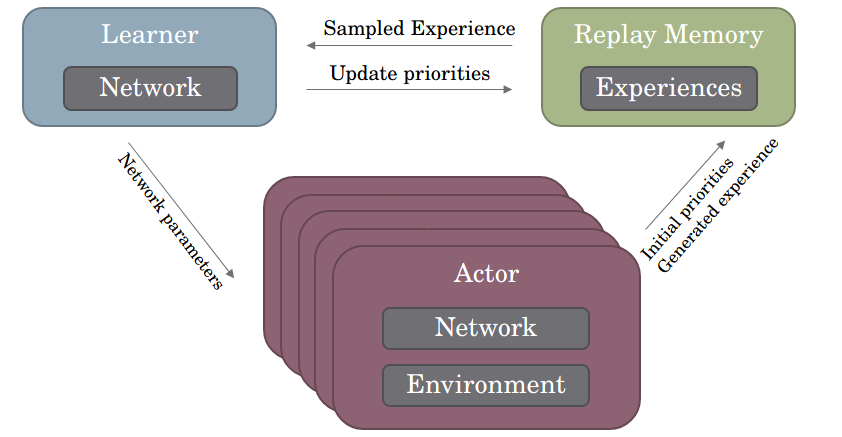 Learner
Network
Sampled Experience
Update priorities
Replay Memory
Experiences
Network parameters
Initial priorities
Generated experience
Actor
Network
Environment